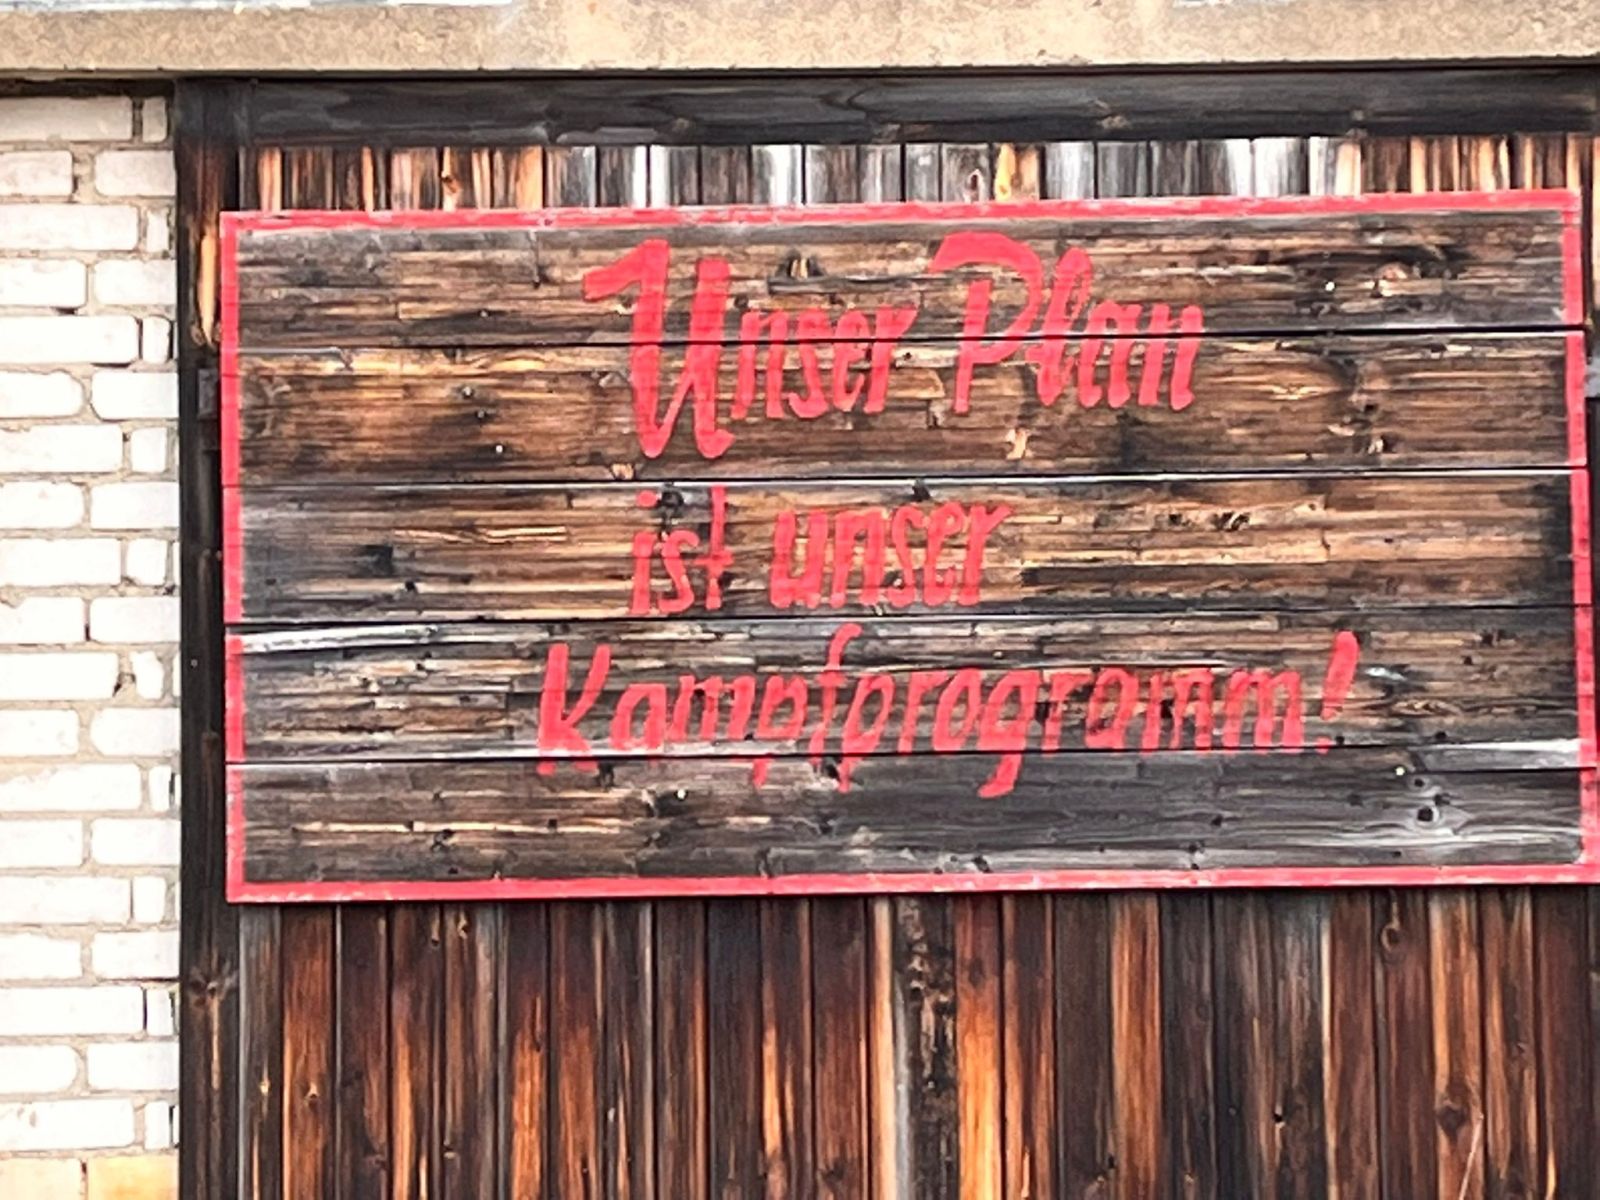 Unser Plan
ist unser
Kampfprogramm!